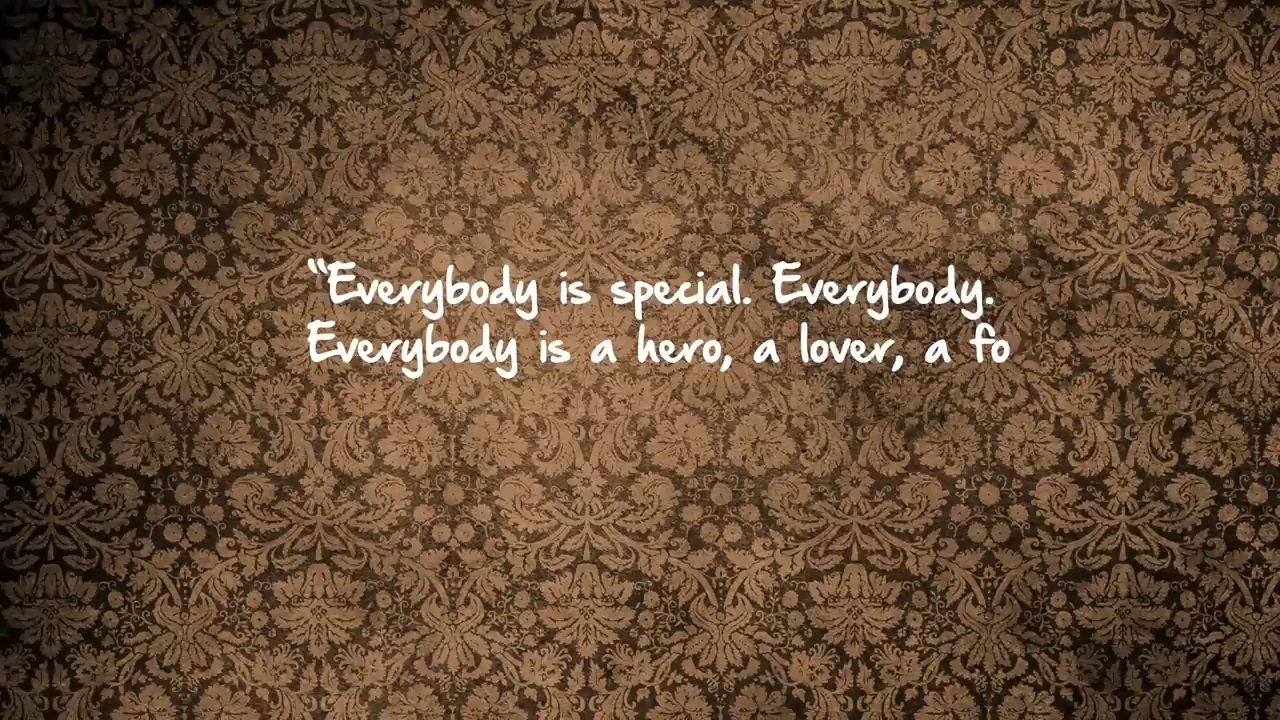 “Everybody is special. Everybody.
Everybody is a hero, a lover, a fo